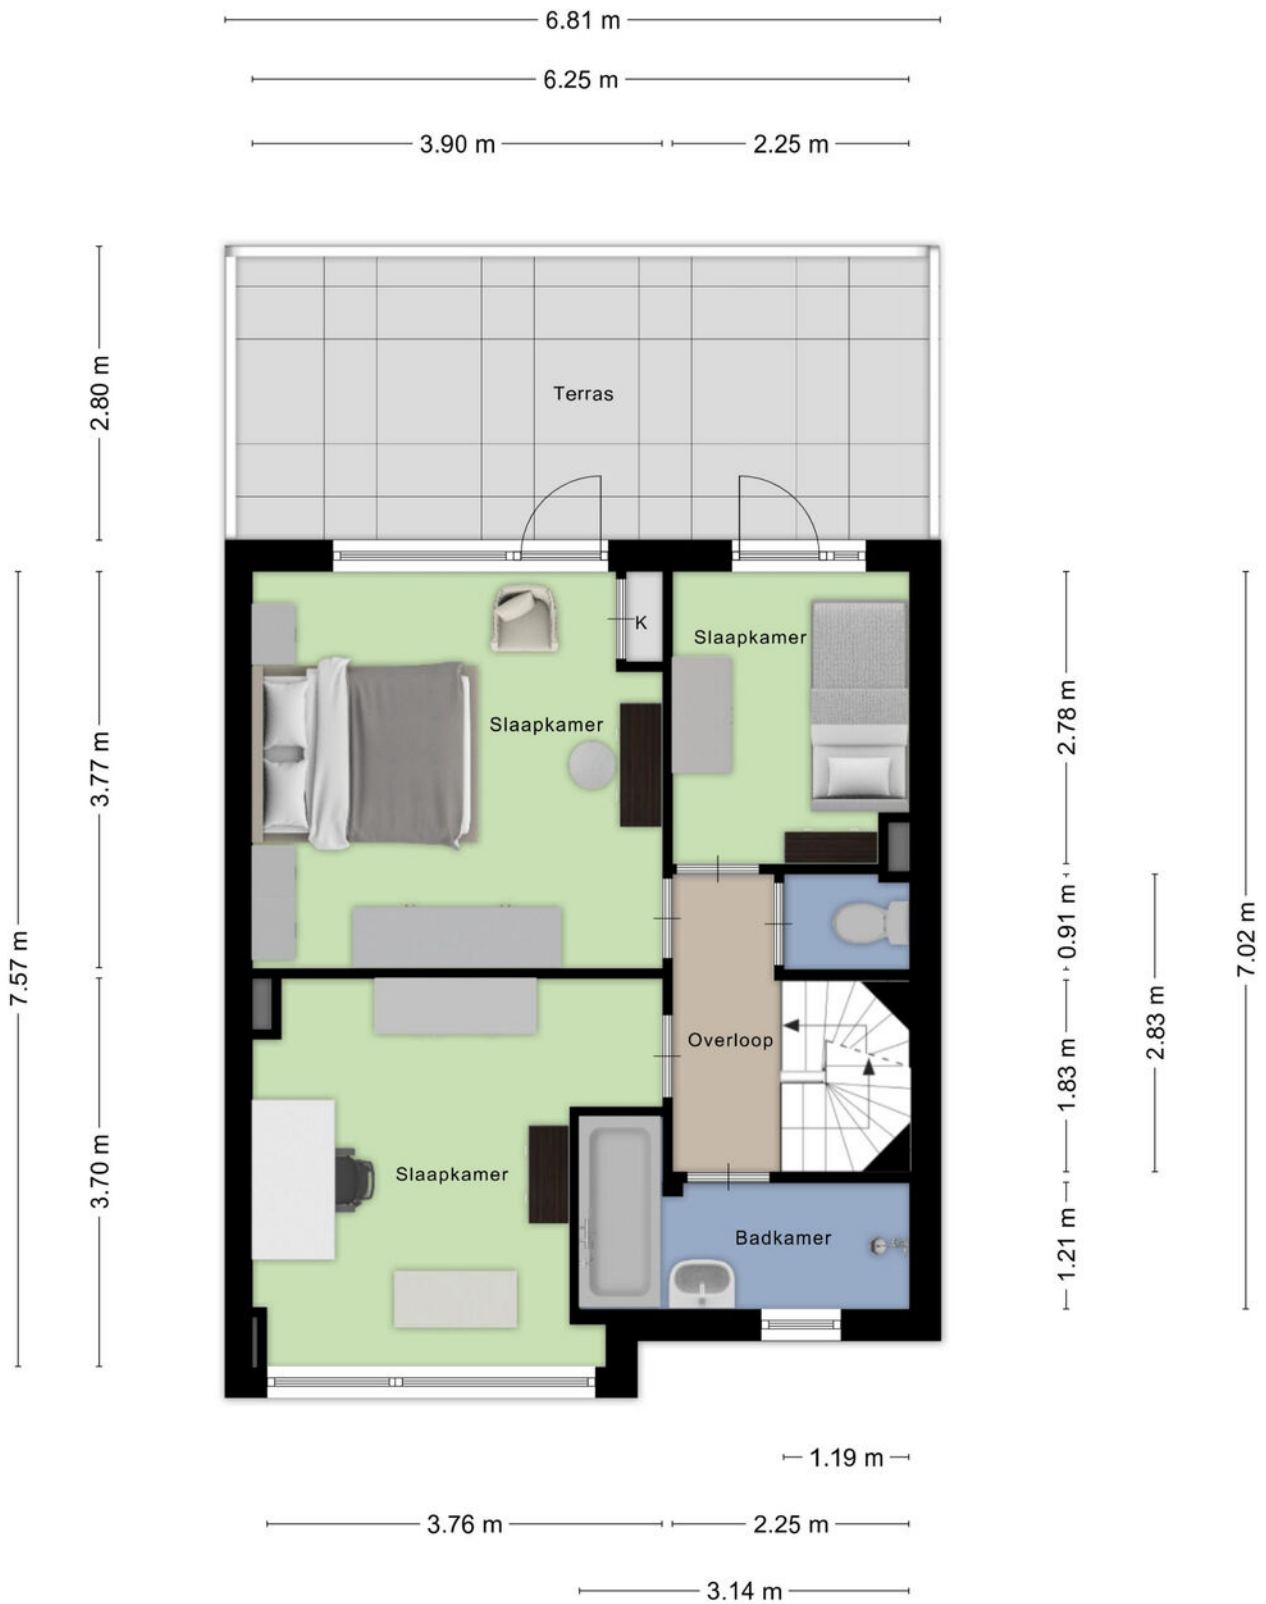 6.81 m
6.25 m
3.90 m
2.25 m
2.80 m
Terras
K
Slaapkamer
2.78 m
Slaapkamer
3.77 m
0.91 m
7.57 m
7.02 m
2.83 m
Overloop
1.83 m
3.70 m
Slaapkamer
Badkamer
1.21 m
1.19 m
3.76 m
2.25 m
3.14 m